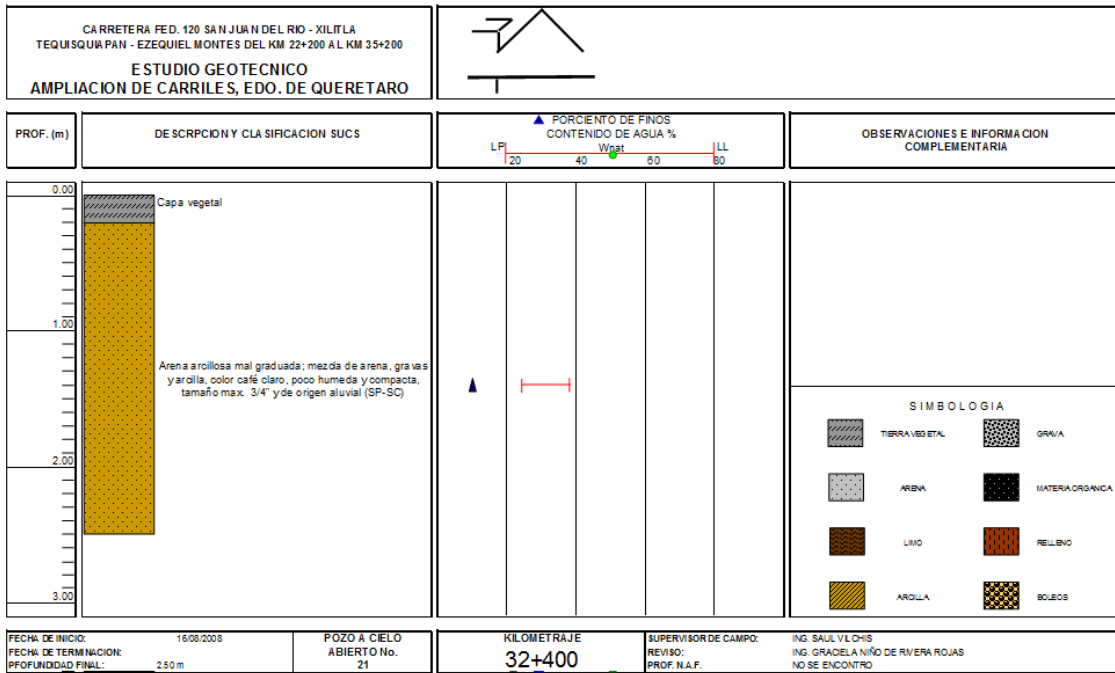 CARRETERA FED. 120 SAN JUAN DEL RIO - XILITLA
TEQUISQUIAPAN - EZEQUIEL MONTES DEL KM 22+200 AL KM 35+200
ESTUDIO GEOTECNICO
AMPLIACION DE CARRILES, EDO. DE QUERETARO
PROF. (m)
DESCRPCION Y CLASIFICACION SUCS
PORCIENTO DE FINOS
CONTENIDO DE AGUA %
LP Wnat LL
20 40 60 80
OBSERVACIONES E INFORMACION
COMPLEMENTARIA
0.00
Capa vegetal
1.00
Arena arcillosa mal graduada; mezcla de arena, gravas
y arcilla, color café claro, poco humeda y compacta,
tamaño max. 3/4" y de origen aluvial (SP-SC)
2.00
3.00
SIMBOLOGIA
TIERRA VEGETAL GRAVA
ARENA MATERIA ORGANICA
LIMO RELLENO
ARCILLA BOLEOS
FECHA DE INICIO: 16/08/2008
FECHA DE TERMINACION:
PROFUNDIDAD FINAL: 2.50 m
POZO A CIELO
ABIERTO No.
21
KILOMETRAJE
32+400
SUPERVISOR DE CAMPO: ING. SAUL VILCHIS
REVISO: ING. GRACIELA NIÑO DE RIVERA ROJAS
PROF. N.A.F. NO SE ENCONTRO